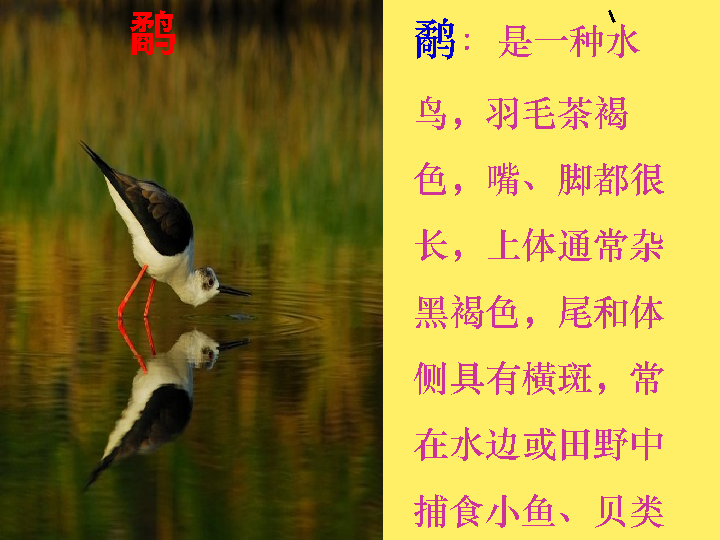 鹬
鹬： 是一种水
鸟，羽毛茶褐
色，嘴、脚都很
长，上体通常杂
黑褐色，尾和体
侧具有横斑，常
在水边或田野中
捕食小鱼、贝类